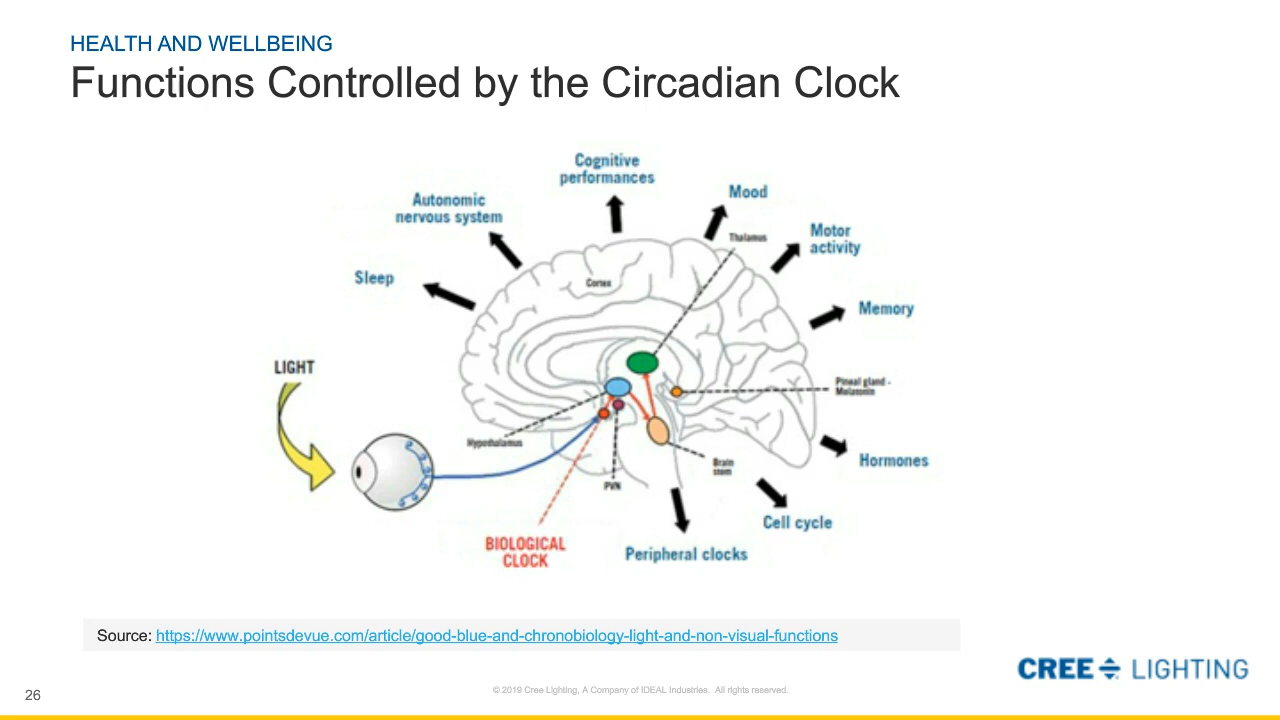 HEALTH AND WELLBEING
Functions Controlled by the Circadian Clock
Cognitive
performances
Mood
Autonomic
nervous system
Thalamus
Motor
activity
Sleep
Cortex
Memory
LIGHT
Pineal gland -
Melatonin
Hypothalamus
Hormones
Brain
stem
PVN
Cell cycle
BIOLOGICAL
CLOCK
Peripheral clocks
Source: https://www.pointsdevue.com/article/good-blue-and-chronobiology-light-and-non-visual-functions
CREE LIGHTING
26
© 2019 Cree Lighting, A Company of IDEAL Industries. All rights reserved.